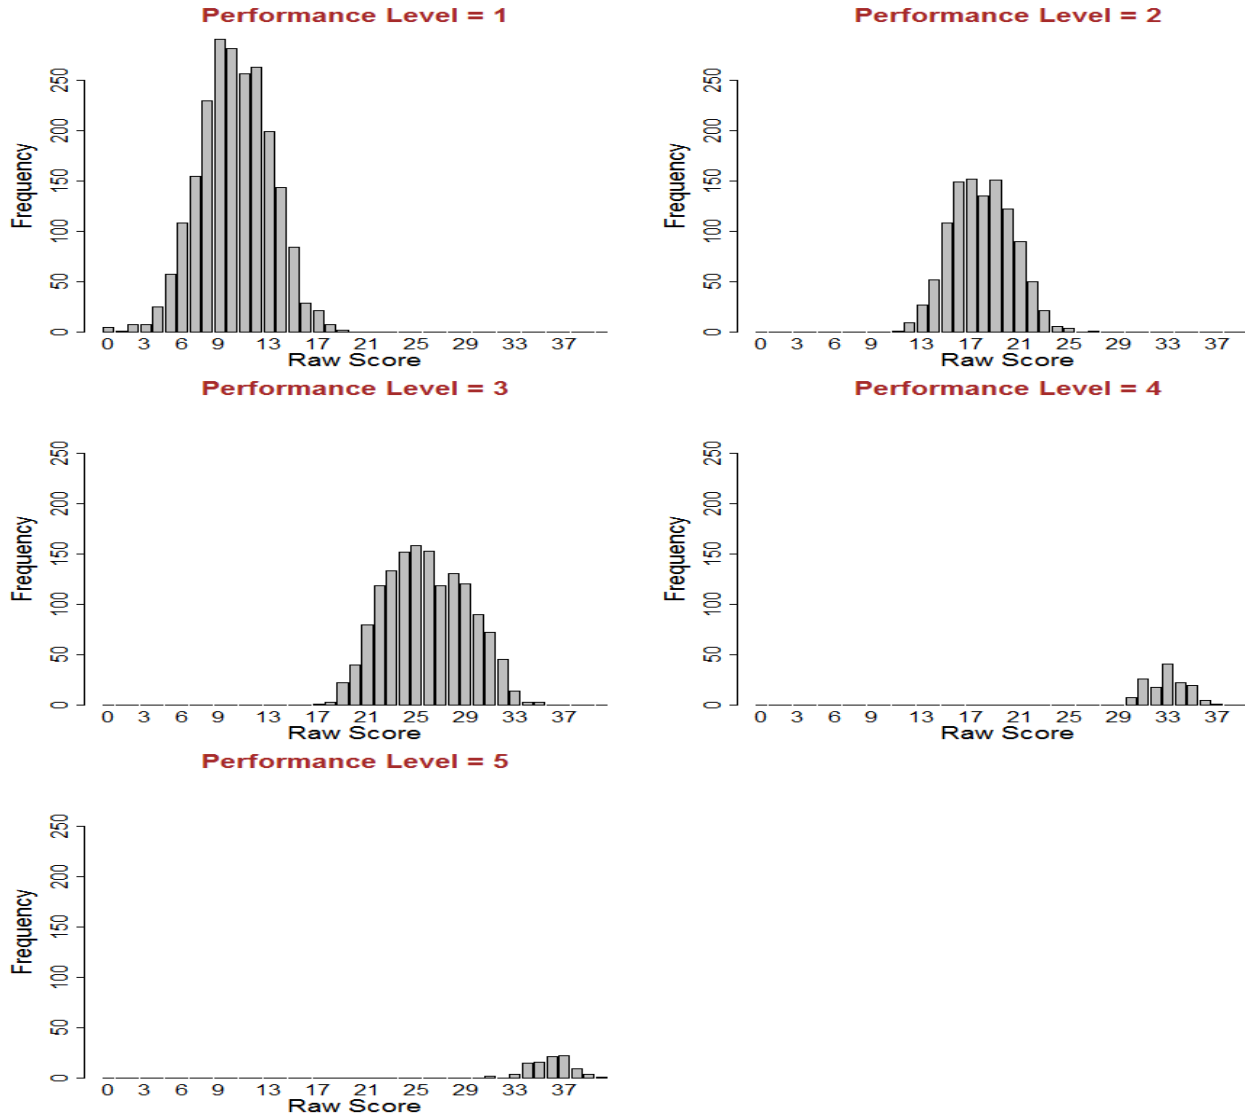 Performance Level = 1
Frequency
250
200
150
100
50
0
0 3 6 9 13 17 21 25 29 33 37
Raw Score
Performance Level = 2
Frequency
250
200
150
100
50
0
0 3 6 9 13 17 21 25 29 33 37
Raw Score
Performance Level = 3
Frequency
250
200
150
100
50
0
0 3 6 9 13 17 21 25 29 33 37
Raw Score
Performance Level = 4
Frequency
250
200
150
100
50
0
0 3 6 9 13 17 21 25 29 33 37
Raw Score
Performance Level = 5
Frequency
250
200
150
100
50
0
0 3 6 9 13 17 21 25 29 33 37
Raw Score